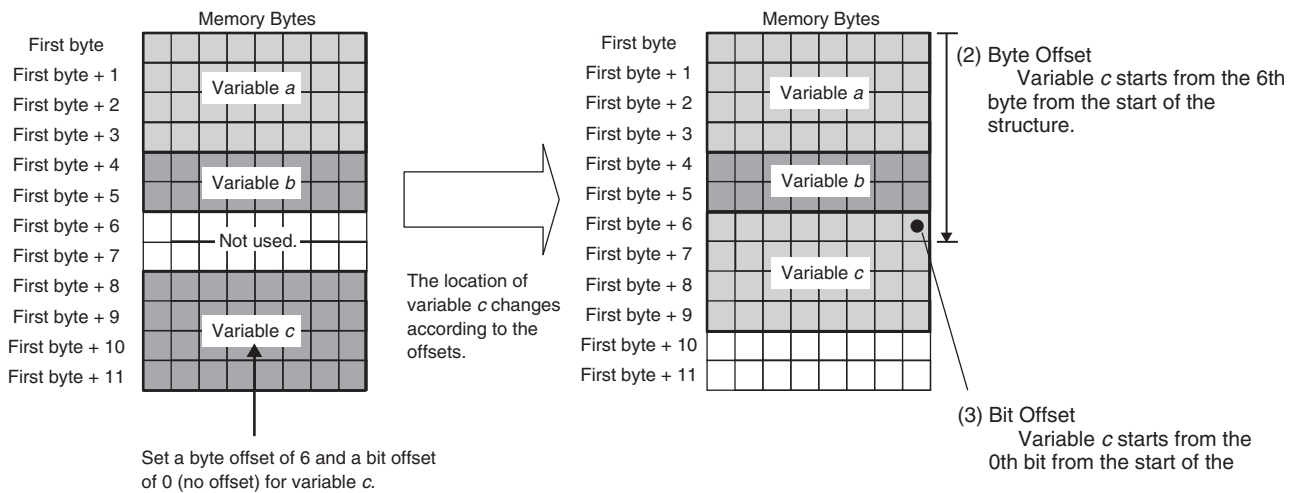 Memory Bytes
First byte
First byte + 1
First byte + 2
First byte + 3
First byte + 4
First byte + 5
First byte + 6
First byte + 7
First byte + 8
First byte + 9
First byte + 10
First byte + 11
Variable a
Variable b
Not used.
Variable c
Set a byte offset of 6 and a bit offset
of 0 (no offset) for variable c.
The location of
variable c changes
according to the
offsets.
Memory Bytes
First byte
First byte + 1
First byte + 2
First byte + 3
First byte + 4
First byte + 5
First byte + 6
First byte + 7
First byte + 8
First byte + 9
First byte + 10
First byte + 11
Variable a
Variable b
Variable c
(2) Byte Offset
Variable c starts from the 6th
byte from the start of the
structure.
(3) Bit Offset
Variable c starts from the
0th bit from the start of the